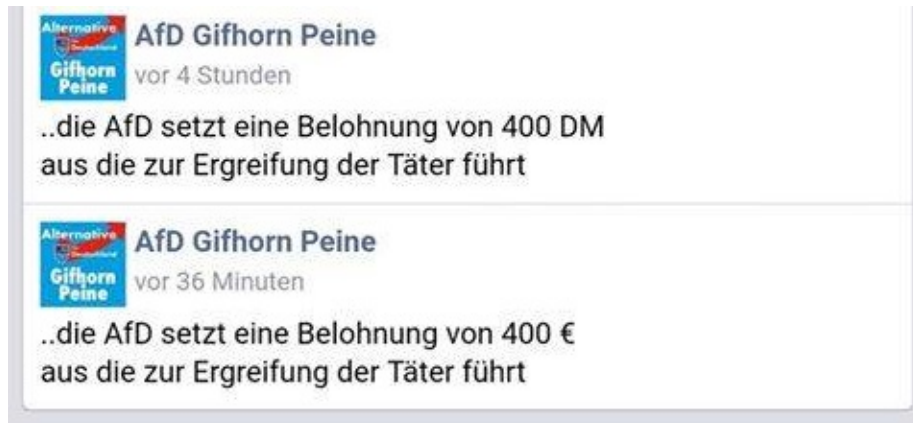 Alternative
Deutschland
Gifhorn
Peine
AfD Gifhorn Peine
vor 4 Stunden
..die AfD setzt eine Belohnung von 400 DM
aus die zur Ergreifung der Täter führt
Alternative
Deutschland
Gifhorn
Peine
AfD Gifhorn Peine
vor 36 Minuten
..die AfD setzt eine Belohnung von 400 €
aus die zur Ergreifung der Täter führt